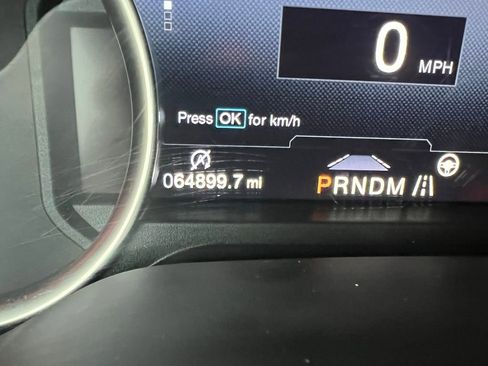 0 MPH
Press OK for km/h
064899.7 mi
PRNDM